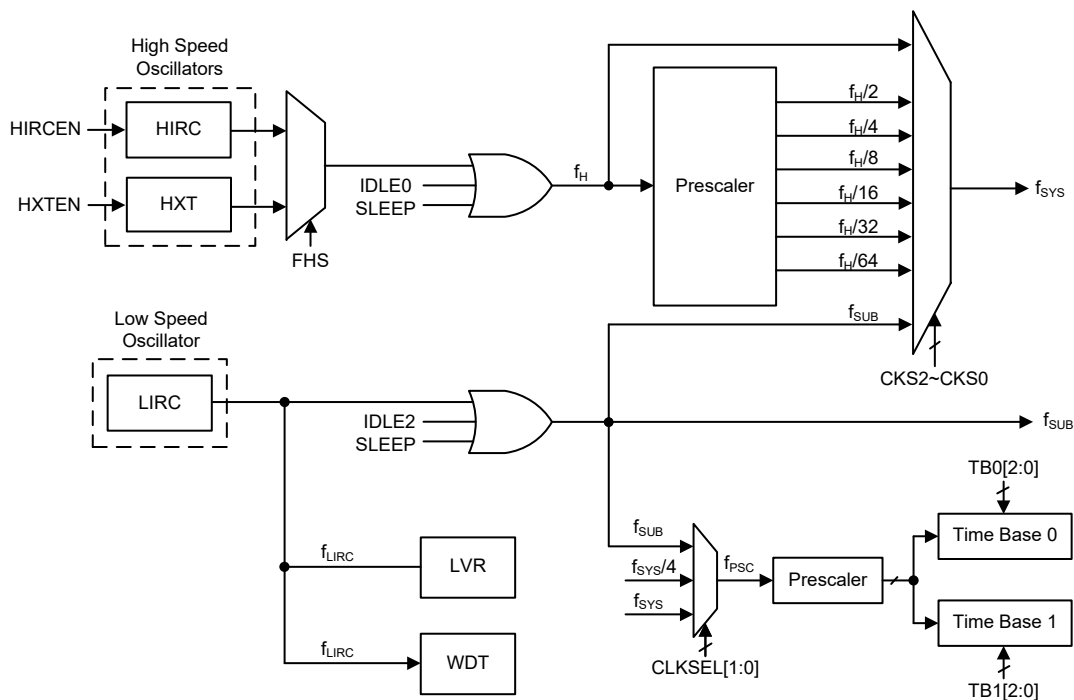 High Speed
Oscillators
HIRCEN
HIRC
HXTEN
HXT
FHS
IDLE0
SLEEP
fH
Prescaler
fH/2
fH/4
fH/8
fH/16
fH/32
fH/64
fSUB
CKS2~CKS0
fSYS
Low Speed
Oscillator
LIRC
IDLE2
SLEEP
fSUB
fLIRC
LVR
fLIRC
WDT
fSUB
fSYS/4
fSYS
CLKSEL[1:0]
fPSC
Prescaler
TB0[2:0]
Time Base 0
Time Base 1
TB1[2:0]